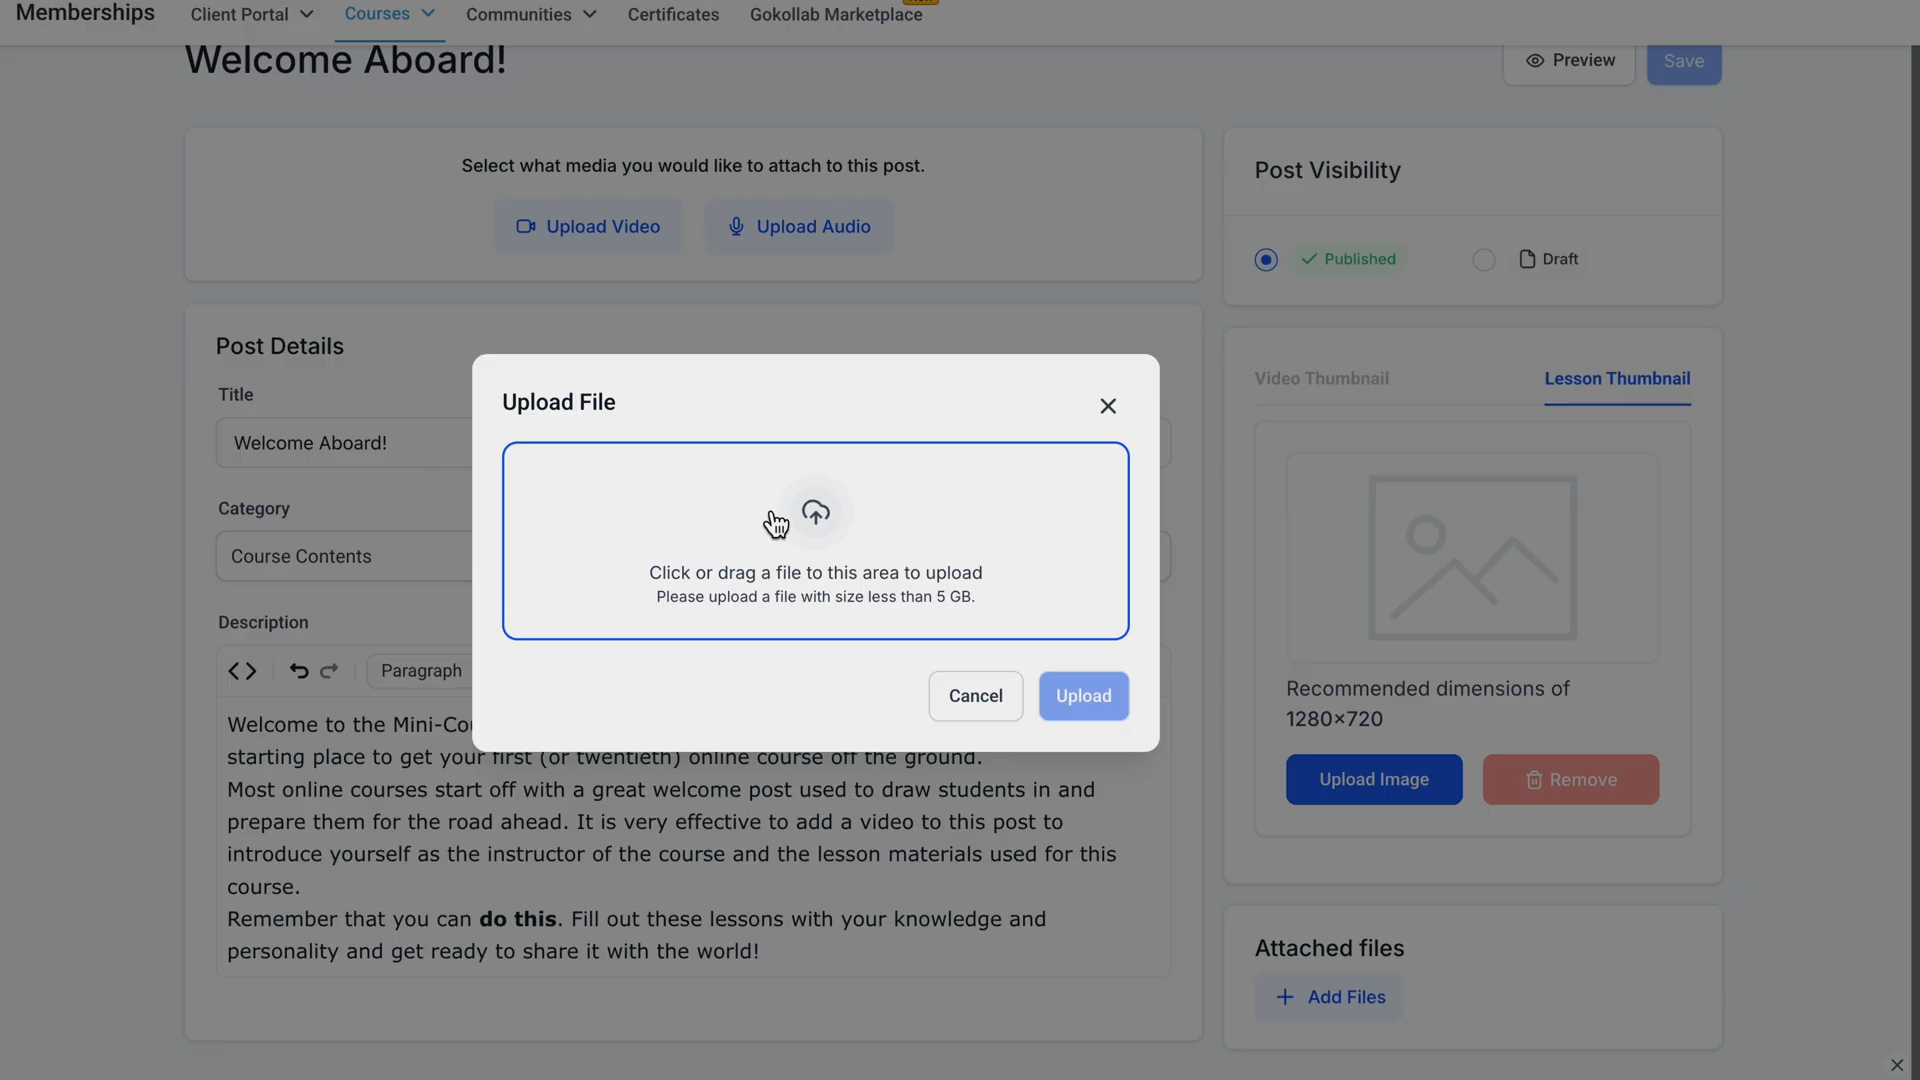 Memberships
Client Portal
Courses
Communities
Certificates
Gokollab Marketplace
Welcome Aboard!
Preview
Save
Select what media you would like to attach to this post.
Upload Video
Upload Audio
Post Visibility
Published
Draft
Post Details
Title
Welcome Aboard!
Category
Course Contents
Description
Paragraph
Welcome to the Mini-Cou
starting place to get your first (or twentieth) online course off the ground.
Most online courses start off with a great welcome post used to draw students in and
prepare them for the road ahead. It is very effective to add a video to this post to
introduce yourself as the instructor of the course and the lesson materials used for this
course.
Remember that you can do this. Fill out these lessons with your knowledge and
personality and get ready to share it with the world!
Upload File
Click or drag a file to this area to upload
Please upload a file with size less than 5 GB.
Cancel
Upload
Video Thumbnail
Lesson Thumbnail
Recommended dimensions of
1280×720
Upload Image
Remove
Attached files
+ Add Files